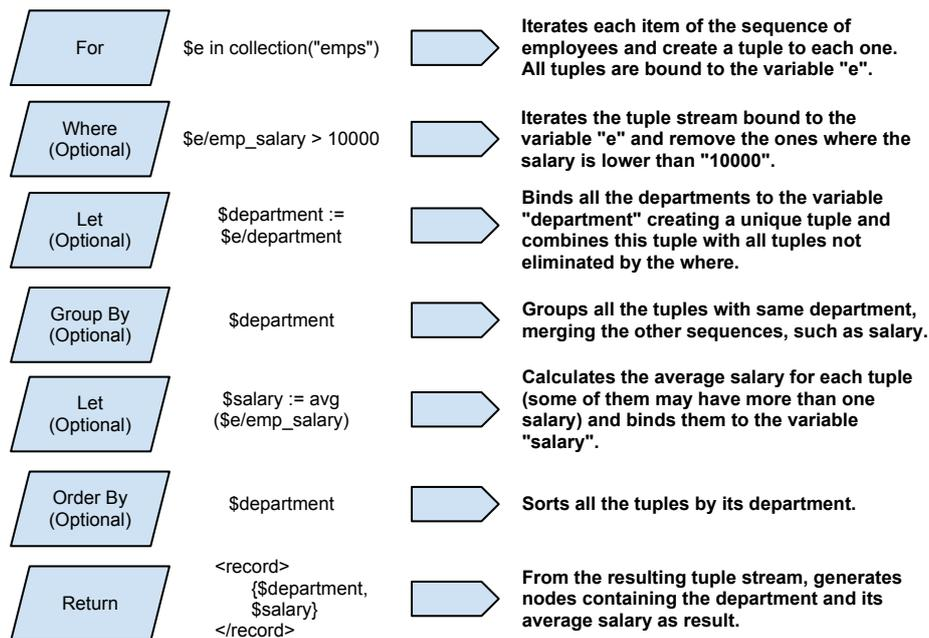 For
$e in collection("emps")
Iterates each item of the sequence of
employees and create a tuple to each one.
All tuples are bound to the variable "e".
Where
(Optional)
$e/emp_salary > 10000
Iterates the tuple stream bound to the
variable "e" and remove the ones where the
salary is lower than "10000".
Let
(Optional)
$department :=
$e/department
Binds all the departments to the variable
"department" creating a unique tuple and
combines this tuple with all tuples not
eliminated by the where.
Group By
(Optional)
$department
Groups all the tuples with same department,
merging the other sequences, such as salary.
Let
(Optional)
$salary := avg
($e/emp_salary)
Calculates the average salary for each tuple
(some of them may have more than one
salary) and binds them to the variable
"salary".
Order By
(Optional)
$department
Sorts all the tuples by its department.
Return
<record>
{$department,
$salary}
</record>
From the resulting tuple stream, generates
nodes containing the department and its
average salary as result.